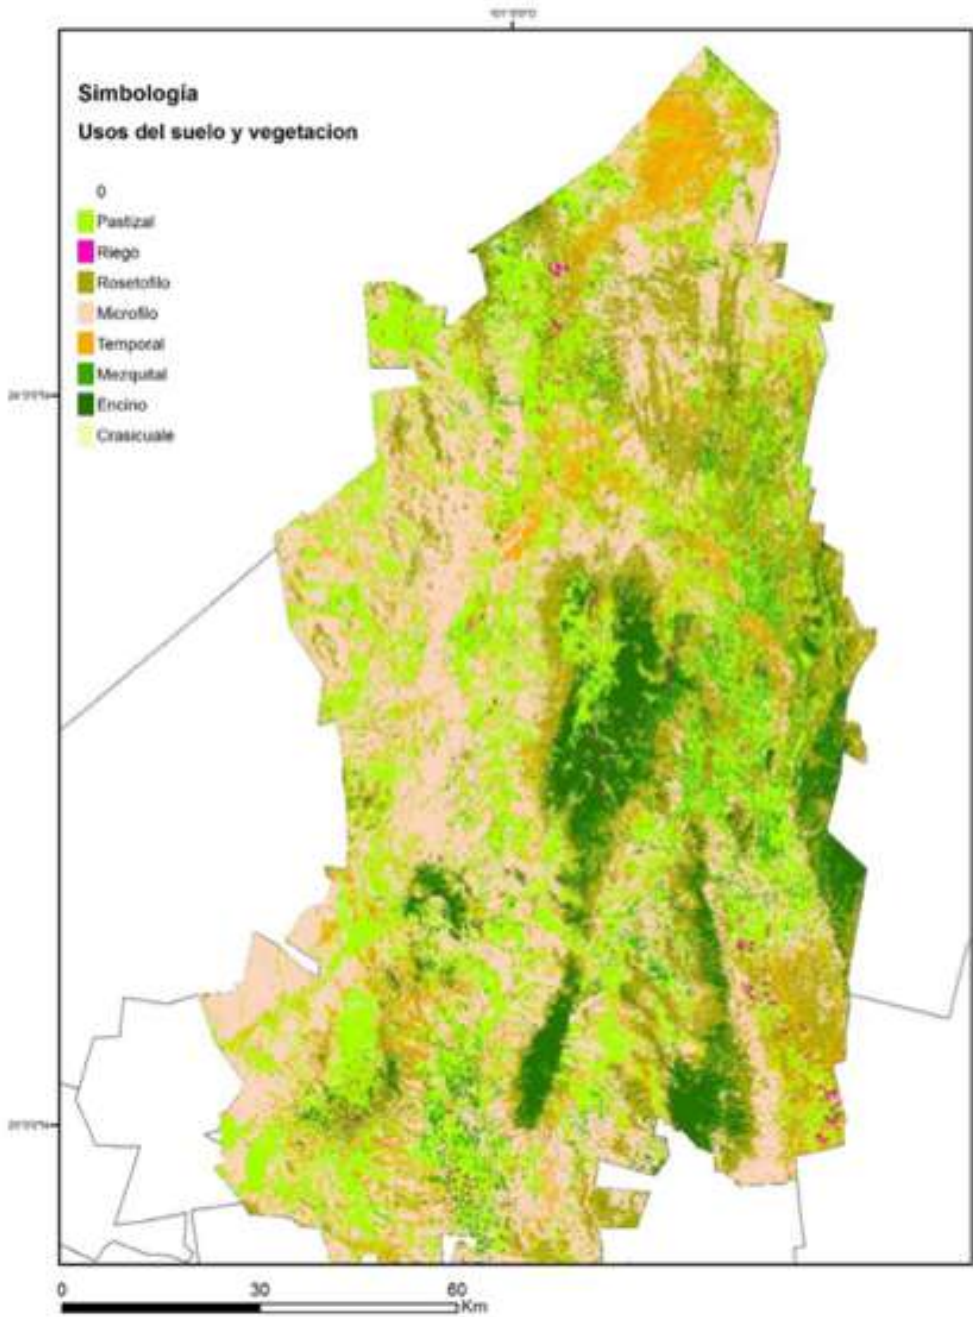 Simbología
Usos del suelo y vegetacion
0
Pastizal
Riego
Rosetofilo
Microfilo
Temporal
Mezquital
Encino
Crasicuale
0 30 60
Km